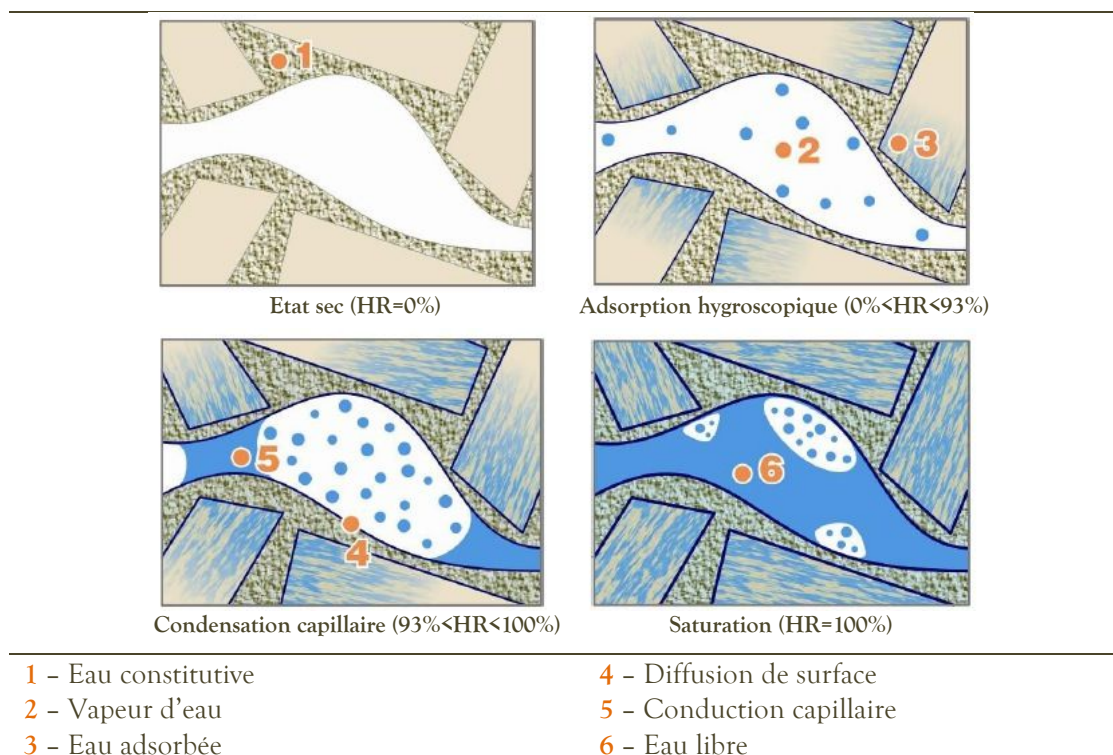 1
2
3
Etat sec (HR=0%)
Adsorption hygroscopique (0%<HR<93%)
5
4
6
Condensation capillaire (93%<HR<100%)
Saturation (HR=100%)
1 – Eau constitutive
2 – Vapeur d'eau
3 – Eau adsorbée
4 – Diffusion de surface
5 – Conduction capillaire
6 – Eau libre